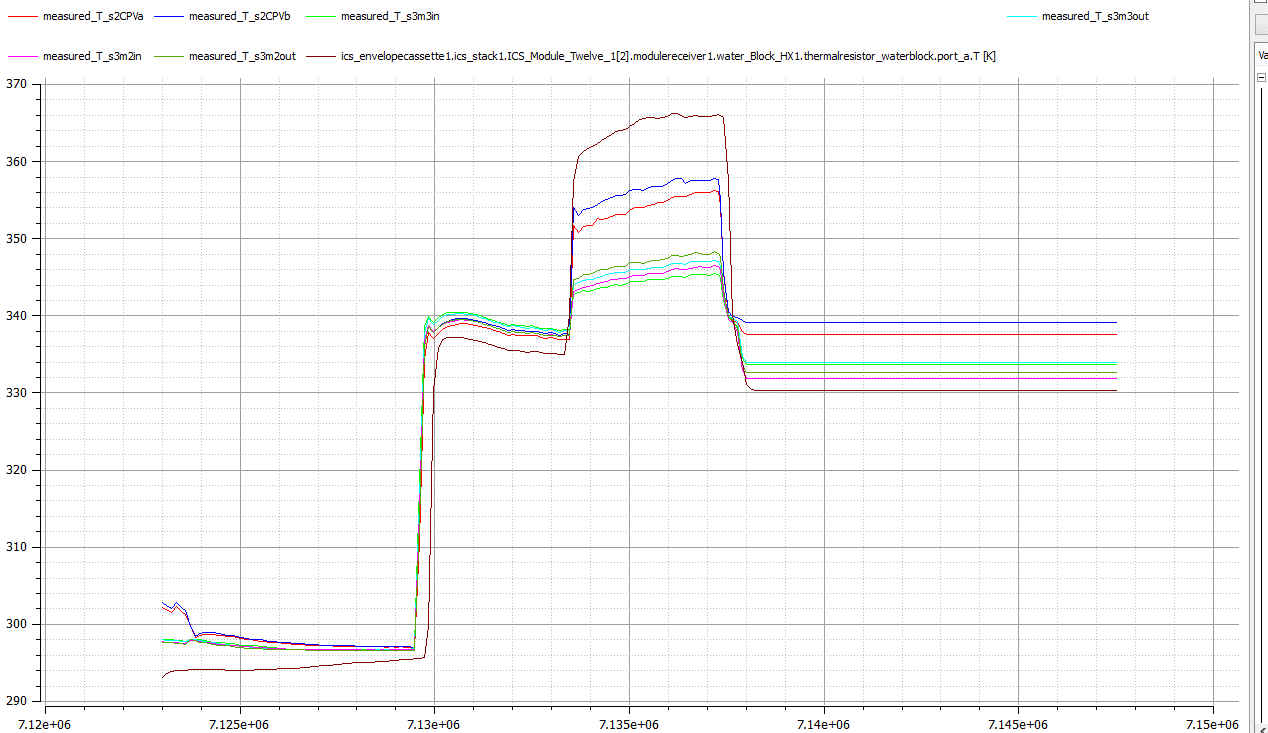 measured_T_s2CPVa measured_T_s2CPVb measured_T_s3m3in measured_T_s3m3out
measured_T_s3m2in measured_T_s3m2out ics_envelopecassette1.ics_stack1.ICS_Module_Twelve_1[2].modulereceiver1.water_Block_HX1.thermalresistor_waterblock.port_a.T [K]
Va
370
360
350
340
330
320
310
300
290
7.12e+06 7.125e+06 7.13e+06 7.135e+06 7.14e+06 7.145e+06 7.15e+06